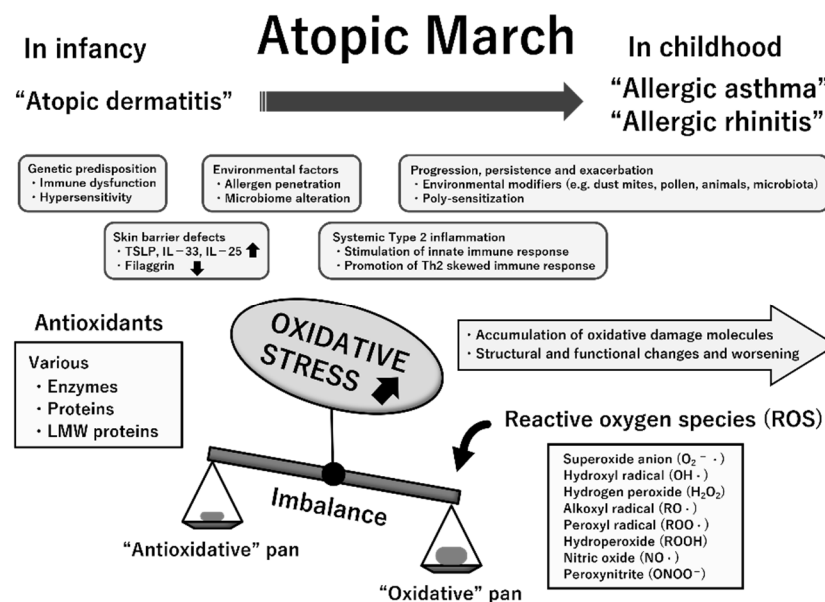 Atopic March
In infancy
"Atopic dermatitis"
In childhood
"Allergic asthma"
"Allergic rhinitis"
Genetic predisposition
・Immune dysfunction
・Hypersensitivity
Environmental factors
・Allergen penetration
・Microbiome alteration
Progression, persistence and exacerbation
・Environmental modifiers (e.g. dust mites, pollen, animals, microbiota)
・Poly-sensitization
Skin barrier defects
・TSLP, IL−33, IL−25
・Filaggrin
Systemic Type 2 inflammation
・Stimulation of innate immune response
・Promotion of Th2 skewed immune response
OXIDATIVE
STRESS
・Accumulation of oxidative damage molecules
・Structural and functional changes and worsening
Antioxidants
Various
・Enzymes
・Proteins
・LMW proteins
Reactive oxygen species (ROS)
Superoxide anion (O₂⁻・)
Hydroxyl radical (OH・)
Hydrogen peroxide (H₂O₂)
Alkoxyl radical (RO・)
Peroxyl radical (ROO・)
Hydroperoxide (ROOH)
Nitric oxide (NO・)
Peroxynitrite (ONOO⁻)
Imbalance
"Antioxidative" pan
"Oxidative" pan